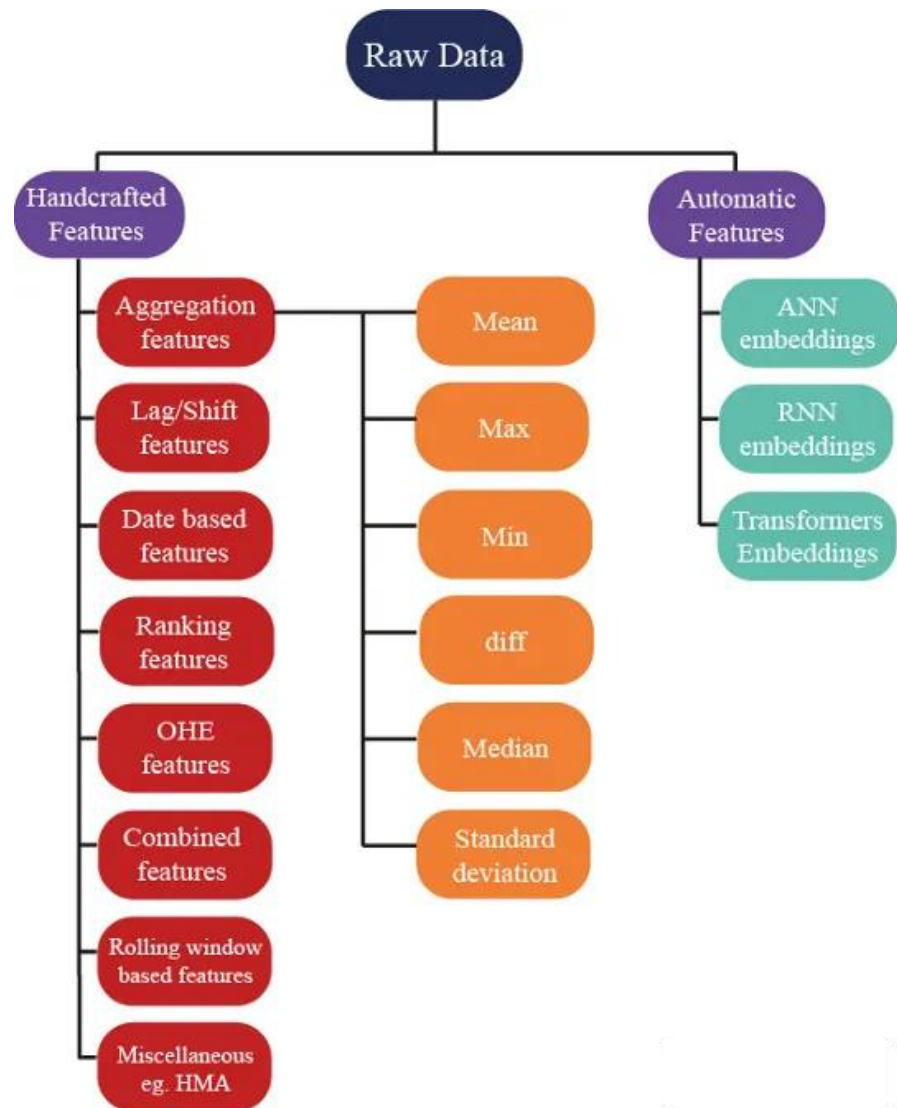 Raw Data
Handcrafted
Features
Automatic
Features
Aggregation
features
Mean
ANN
embeddings
Lag/Shift
features
Max
RNN
embeddings
Date based
features
Min
Transformers
Embeddings
Ranking
features
diff
OHE
features
Median
Combined
features
Standard
deviation
Rolling window
based features
Miscellaneous
eg. HMA